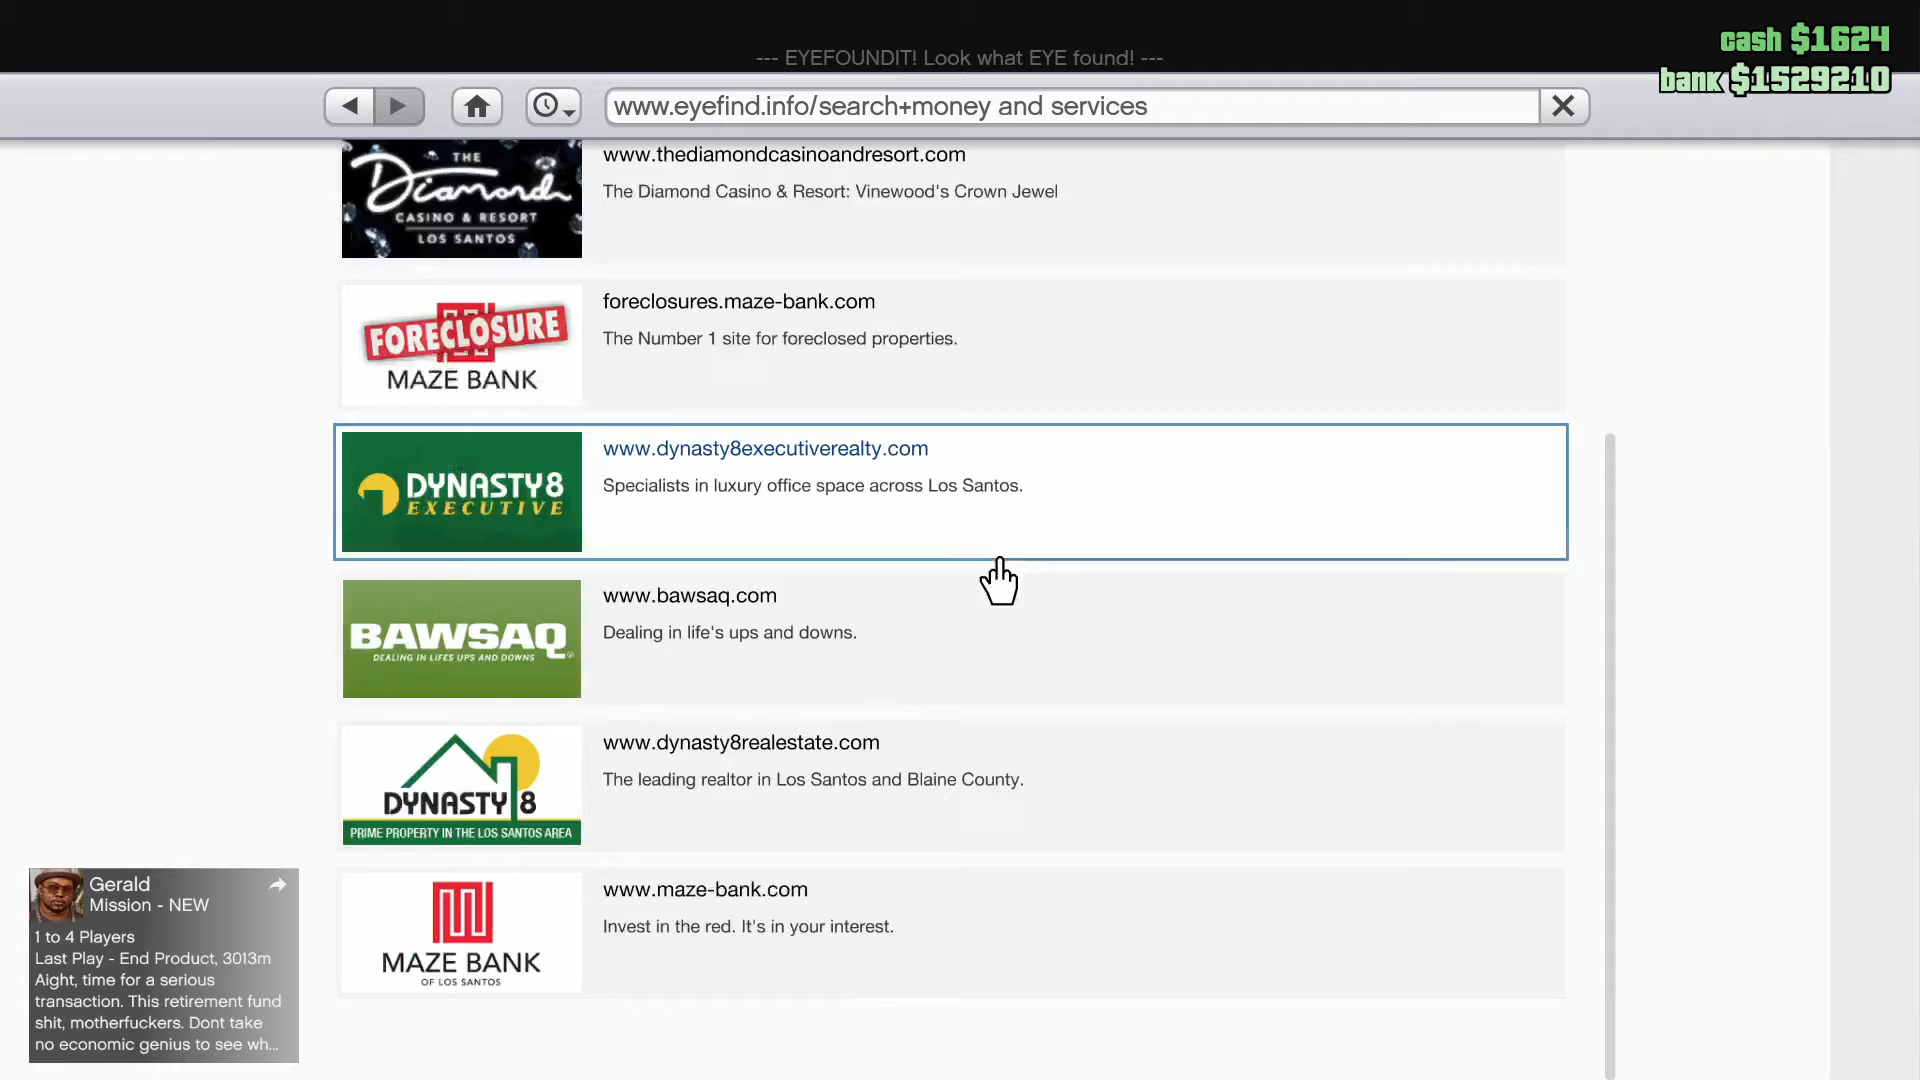 cash $1624
--- EYEFOUNDIT! Look what EYE found! ---
bank $1529210
www.eyefind.info/search+money and services
THE
Diamond
CASINO & RESORT
LOS SANTOS
www.thediamondcasinoandresort.com
The Diamond Casino & Resort: Vinewood's Crown Jewel
FORECLOSURE
MAZE BANK
foreclosures.maze-bank.com
The Number 1 site for foreclosed properties.
DYNASTY8
EXECUTIVE
www.dynasty8executiverealty.com
Specialists in luxury office space across Los Santos.
BAWSAQ
DEALING IN LIFES UPS AND DOWNS
www.bawsaq.com
Dealing in life's ups and downs.
DYNASTY 8
PRIME PROPERTY IN THE LOS SANTOS AREA
www.dynasty8realestate.com
The leading realtor in Los Santos and Blaine County.
MAZE BANK
OF LOS SANTOS
www.maze-bank.com
Invest in the red. It's in your interest.
Gerald
Mission - NEW
1 to 4 Players
Last Play - End Product, 3013m
Aight, time for a serious
transaction. This retirement fund
shit, motherfuckers. Dont take
no economic genius to see wh...